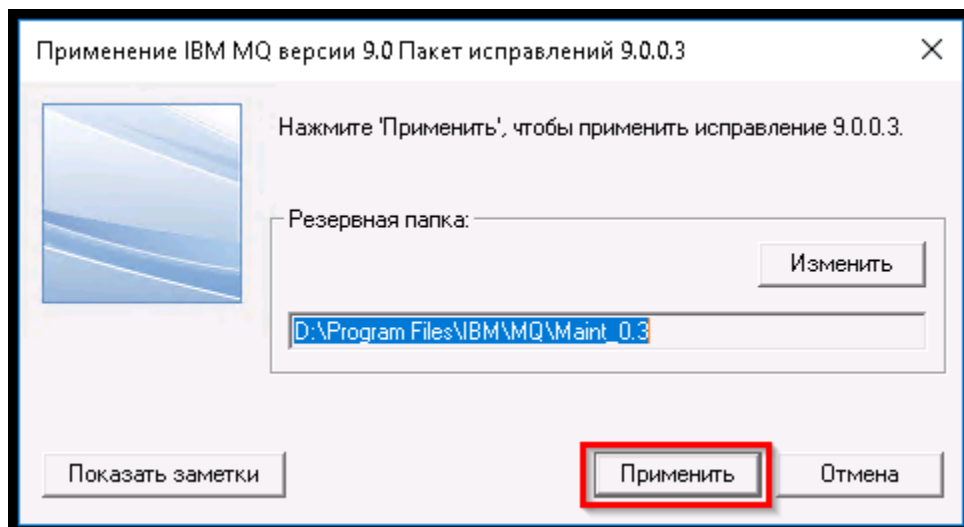 Применение IBM MQ версии 9.0 Пакет исправлений 9.0.0.3
Нажмите 'Применить', чтобы применить исправление 9.0.0.3.
Резервная папка:
Изменить
D:\Program Files\IBM\MQ\Maint_0.3
Показать заметки
Применить
Отмена